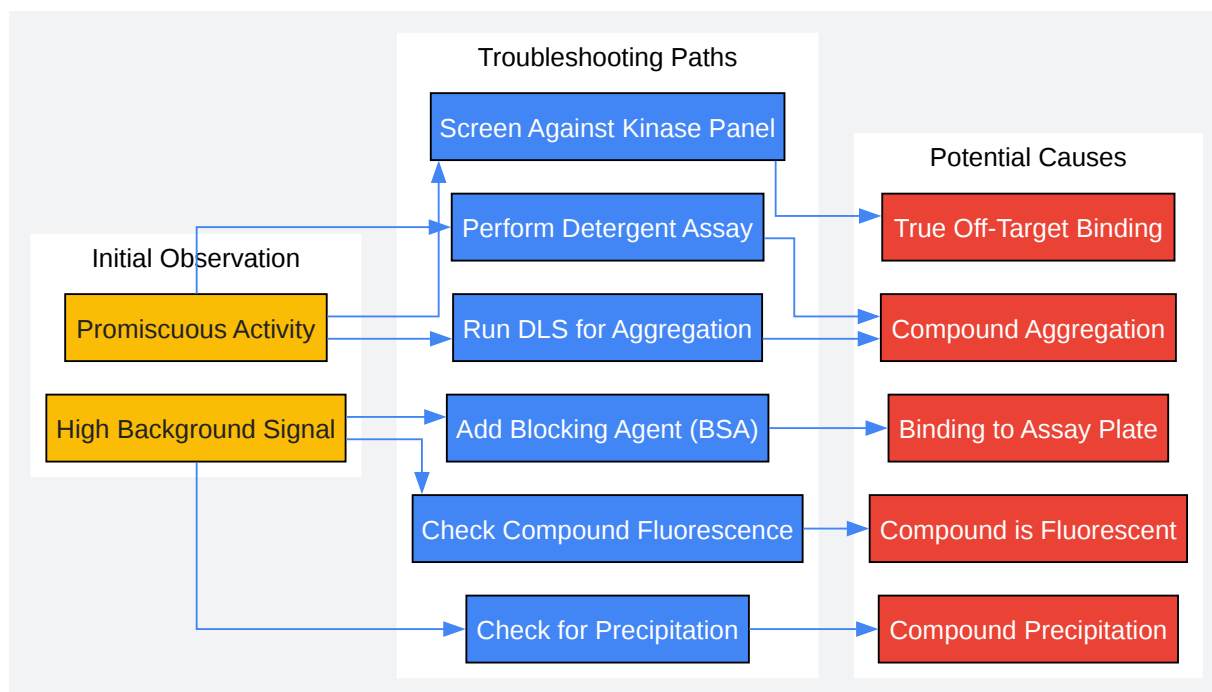 Initial Observation
Promiscuous Activity
High Background Signal
Troubleshooting Paths
Screen Against Kinase Panel
Perform Detergent Assay
Run DLS for Aggregation
Add Blocking Agent (BSA)
Check Compound Fluorescence
Check for Precipitation
Potential Causes
True Off-Target Binding
Compound Aggregation
Binding to Assay Plate
Compound is Fluorescent
Compound Precipitation